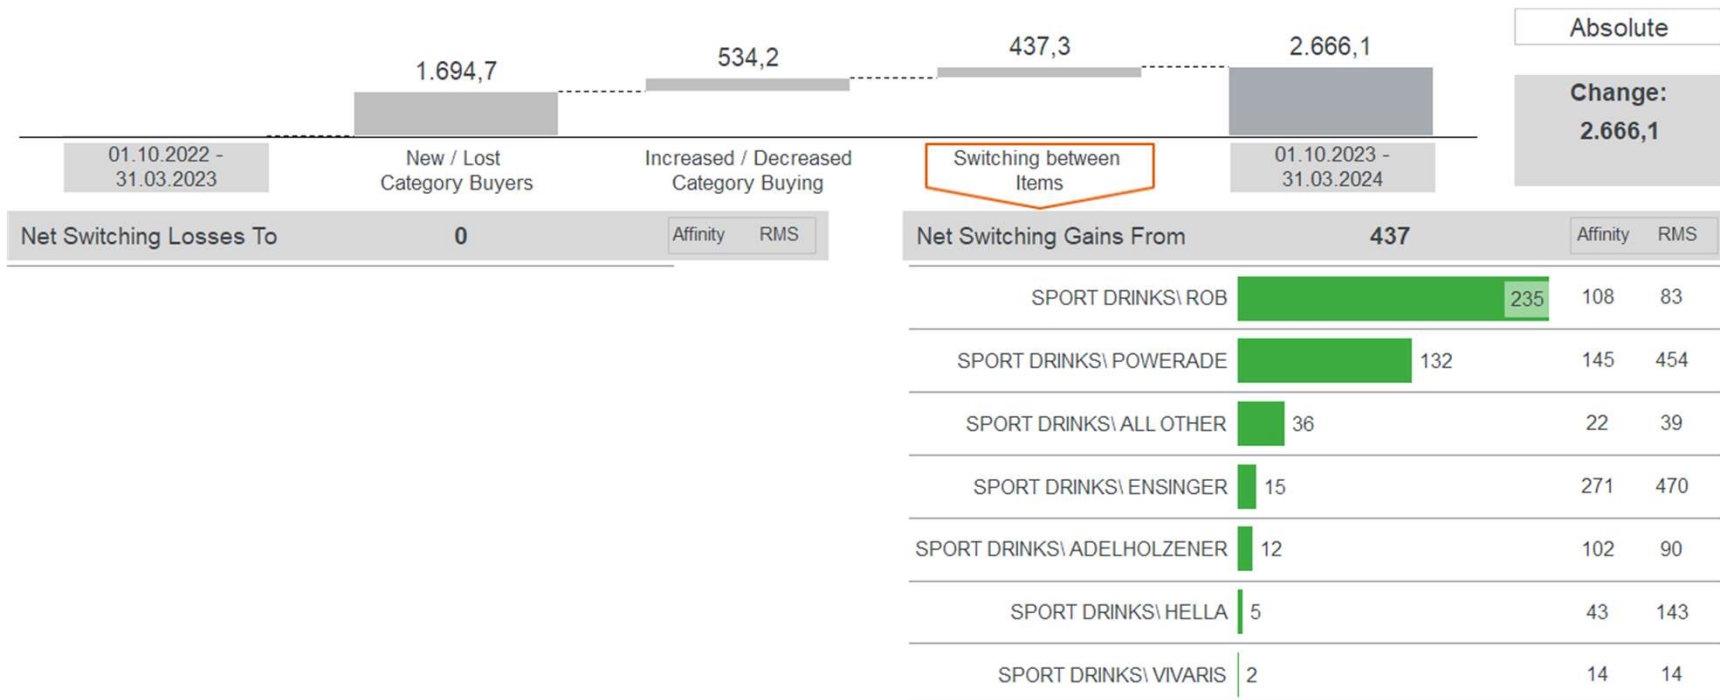 1.694,7
534,2
437,3
2.666,1
Absolute
Change:
2.666,1
01.10.2022 -
31.03.2023
New / Lost
Category Buyers
Increased / Decreased
Category Buying
Switching between
Items
01.10.2023 -
31.03.2024
Net Switching Losses To 0 Affinity RMS
Net Switching Gains From 437 Affinity RMS
SPORT DRINKS\ ROB 235 108 83
SPORT DRINKS\ POWERADE 132 145 454
SPORT DRINKS\ ALL OTHER 36 22 39
SPORT DRINKS\ ENSINGER 15 271 470
SPORT DRINKS\ ADELHOLZENER 12 102 90
SPORT DRINKS\ HELLA 5 43 143
SPORT DRINKS\ VIVARIS 2 14 14